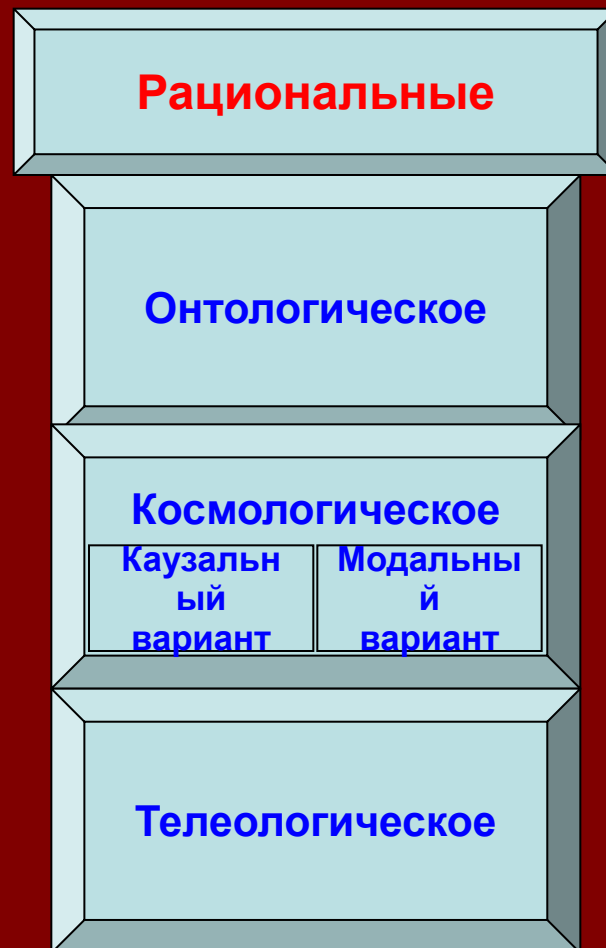 Рациональные
Онтологическое
Космологическое
Каузальн
ый
вариант
Модальны
й
вариант
Телеологическое